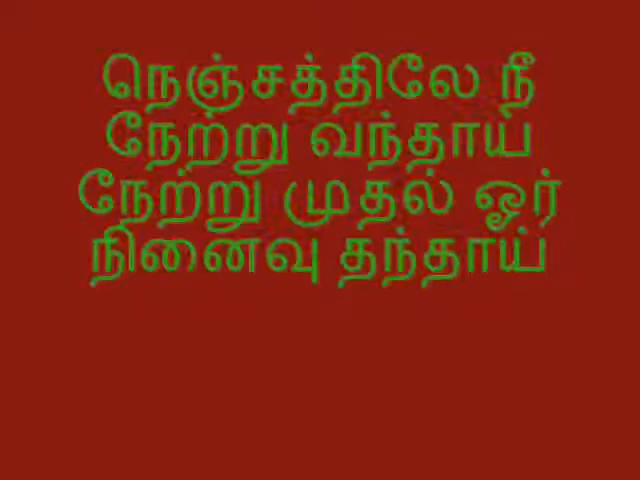 நெஞ்சத்திலே நீ
நேற்று வந்தாய்
நேற்று முதல் ஓர்
நினைவு தந்தாய்